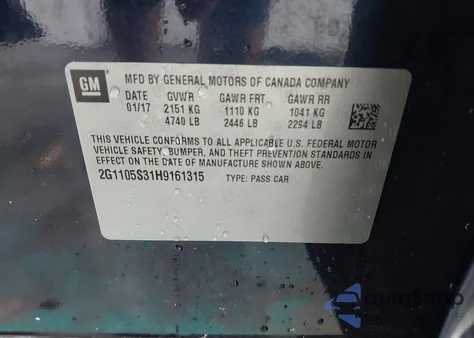 GM
MFD BY GENERAL MOTORS OF CANADA COMPANY
DATE GVWR GAWR FRT GAWR RR
01/17 2151 KG 1110 KG 1041 KG
4740 LB 2446 LB 2294 LB
THIS VEHICLE CONFORMS TO ALL APPLICABLE U.S. FEDERAL MOTOR
VEHICLE SAFETY, BUMPER, AND THEFT PREVENTION STANDARDS IN
EFFECT ON THE DATE OF MANUFACTURE SHOWN ABOVE.
2G1105S31H9161315 TYPE: PASS CAR